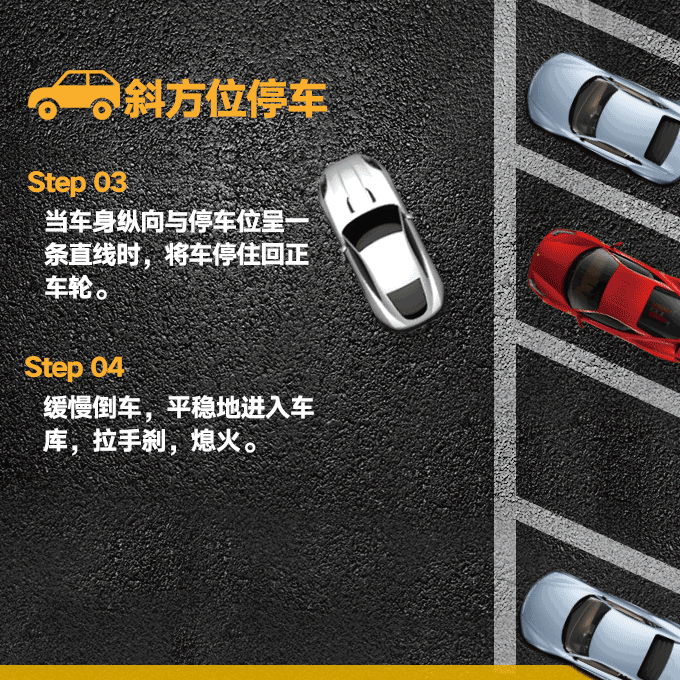 斜方位停车
Step 03
当车身纵向与停车位呈一
条直线时，将车停住回正
车轮。
Step 04
缓慢倒车，平稳地进入车
库，拉手刹，熄火。